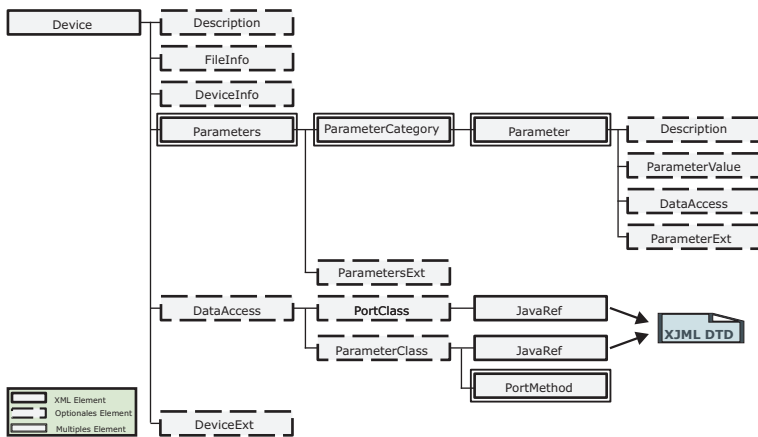 Device
Description
FileInfo
DeviceInfo
Parameters
ParameterCategory
Parameter
Description
ParameterValue
DataAccess
ParameterExt
ParametersExt
DataAccess
PortClass
JavaRef
XJML DTD
ParameterClass
JavaRef
PortMethod
DeviceExt
XML Element
Optionales Element
Multiples Element